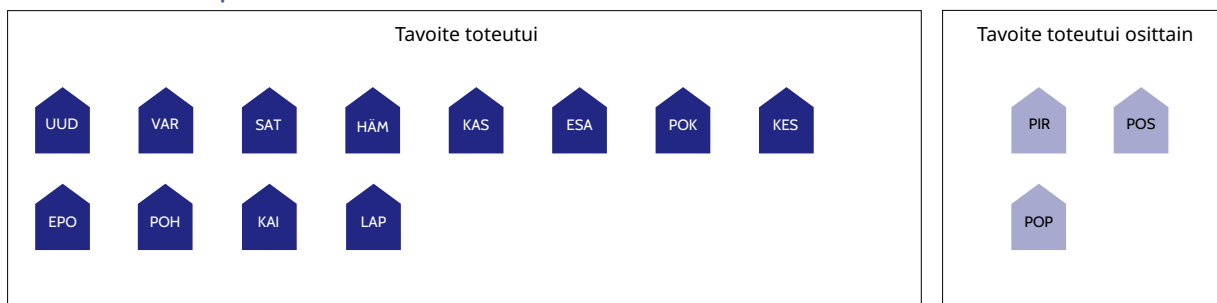 Tavoite toteutui
UUD VAR SAT HÄM KAS ESA POK KES
EPO POH KAI LAP
Tavoite toteutui osittain
PIR POS
POP